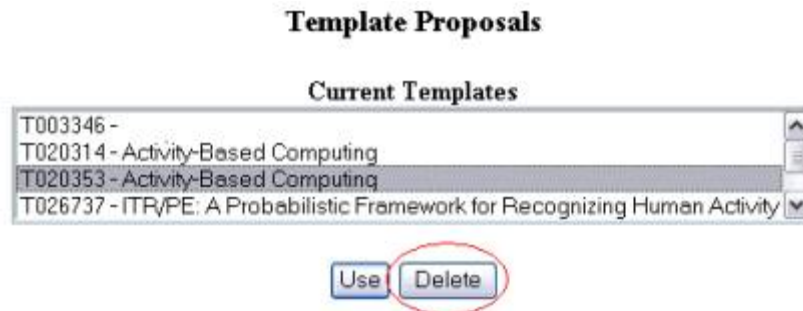 Template Proposals
Current Templates
T003346 -
T020314 - Activity-Based Computing
T020353 - Activity-Based Computing
T026737 - ITR/PE: A Probabilistic Framework for Recognizing Human Activity
Use Delete